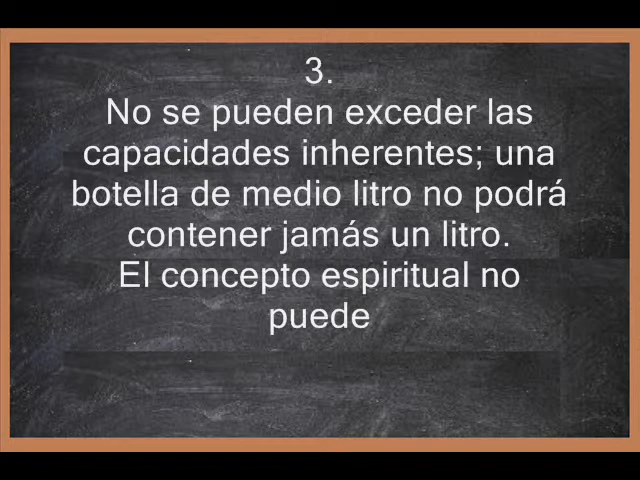 3.
No se pueden exceder las
capacidades inherentes; una
botella de medio litro no podrá
contener jamás un litro.
El concepto espiritual no
puede